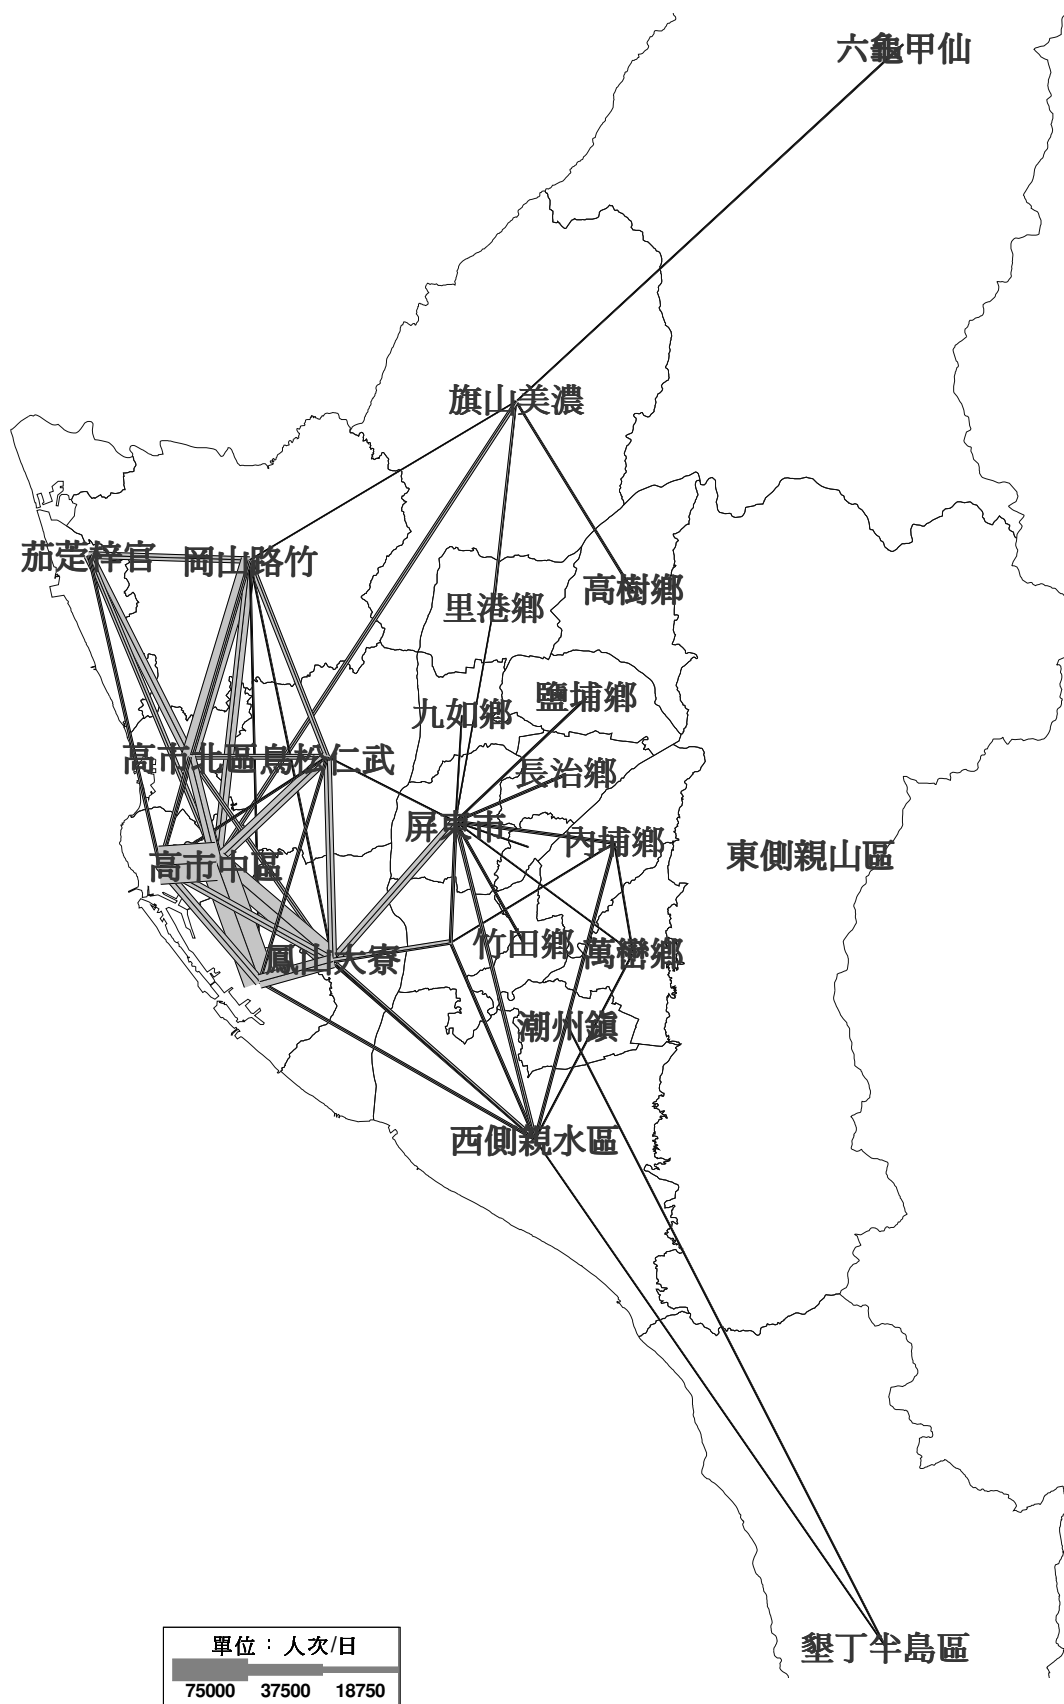 六龜甲仙
旗山美濃
茄萣梓官
岡山路竹
高樹鄉
里港鄉
鹽埔鄉
九如鄉
高市北區
鳥松仁武
長治鄉
屏東市
內埔鄉
東側親山區
高市中區
竹田鄉
萬巒鄉
鳳山大寮
潮州鎮
西側親水區
墾丁半島區
單位：人次/日
75000 37500 18750